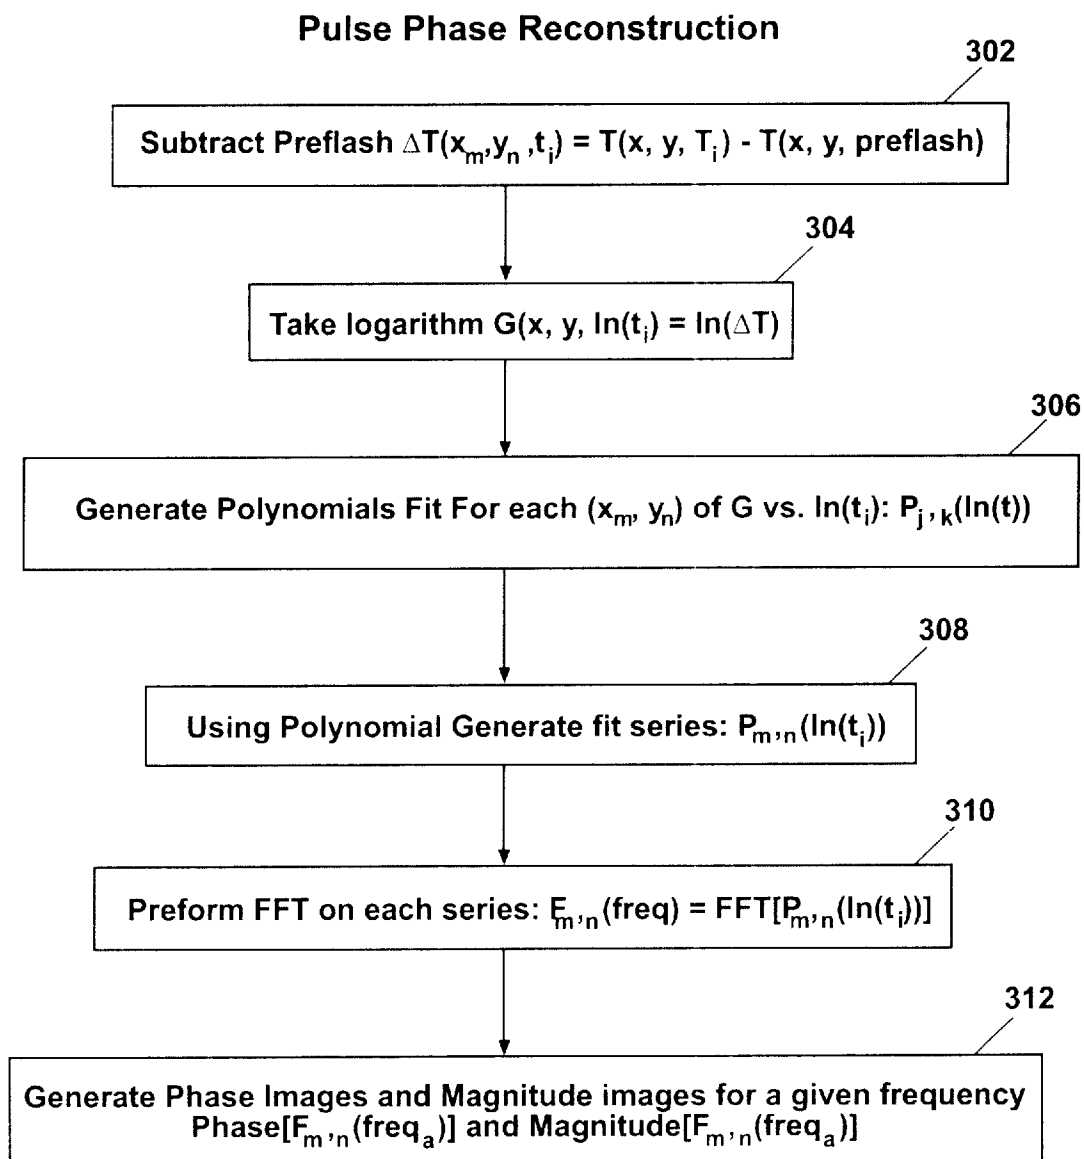 Pulse Phase Reconstruction
302
Subtract Preflash ΔT(xₘ,yₙ ,tᵢ) = T(x, y, Tᵢ) - T(x, y, preflash)
304
Take logarithm G(x, y, ln(tᵢ) = ln(ΔT)
306
Generate Polynomials Fit For each (xₘ, yₙ) of G vs. ln(tᵢ): Pⱼ,ₖ(ln(t))
308
Using Polynomial Generate fit series: Pₘ,ₙ(ln(tᵢ))
310
Preform FFT on each series: Fₘ,ₙ(freq) = FFT[Pₘ,ₙ(ln(tᵢ))]
312
Generate Phase Images and Magnitude images for a given frequency
Phase[Fₘ,ₙ(freqₐ)] and Magnitude[Fₘ,ₙ(freqₐ)]